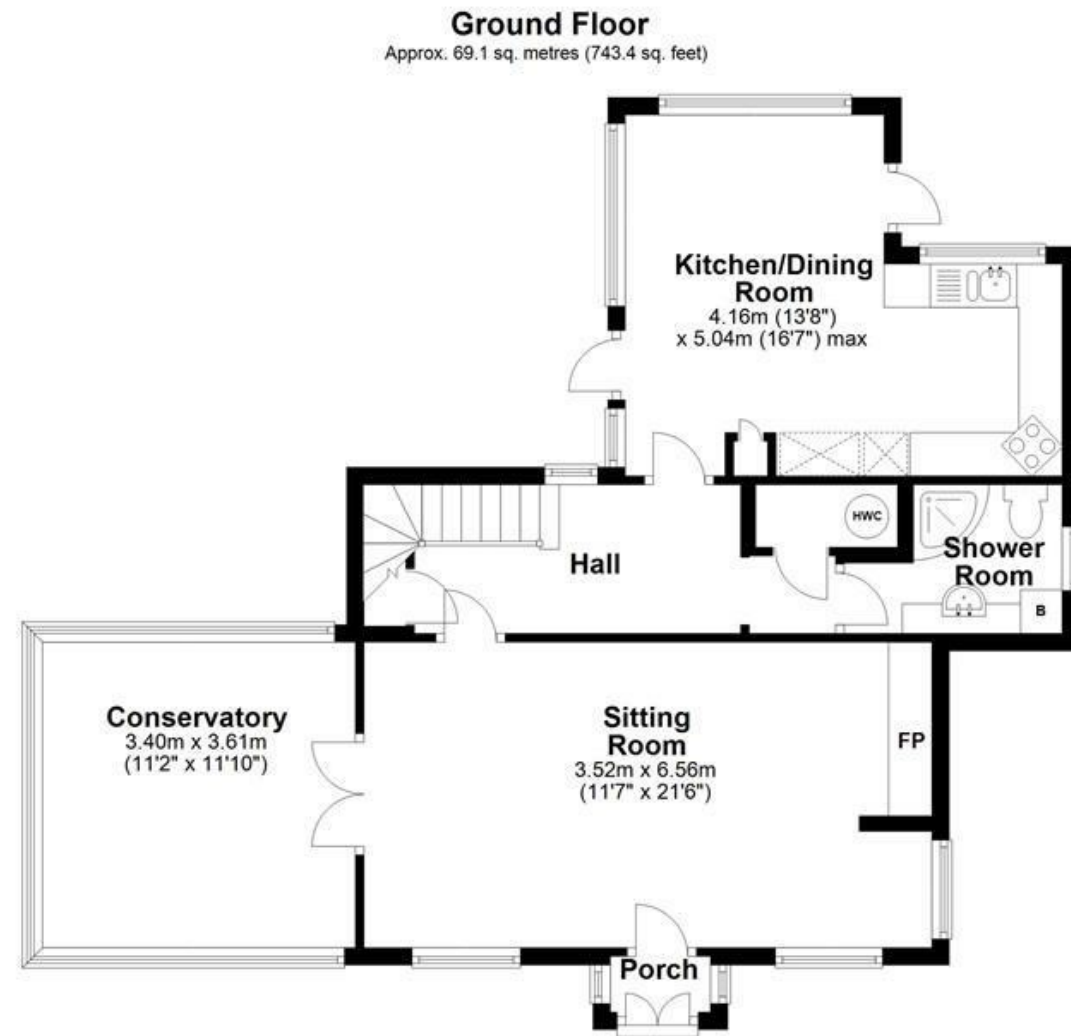 Ground Floor
Approx. 69.1 sq. metres (743.4 sq. feet)
Kitchen/Dining
Room
4.16m (13'8")
x 5.04m (16'7") max
HWC
Shower
Room
Hall
B
Conservatory
3.40m x 3.61m
(11'2" x 11'10")
Sitting
Room
3.52m x 6.56m
(11'7" x 21'6")
FP
Porch